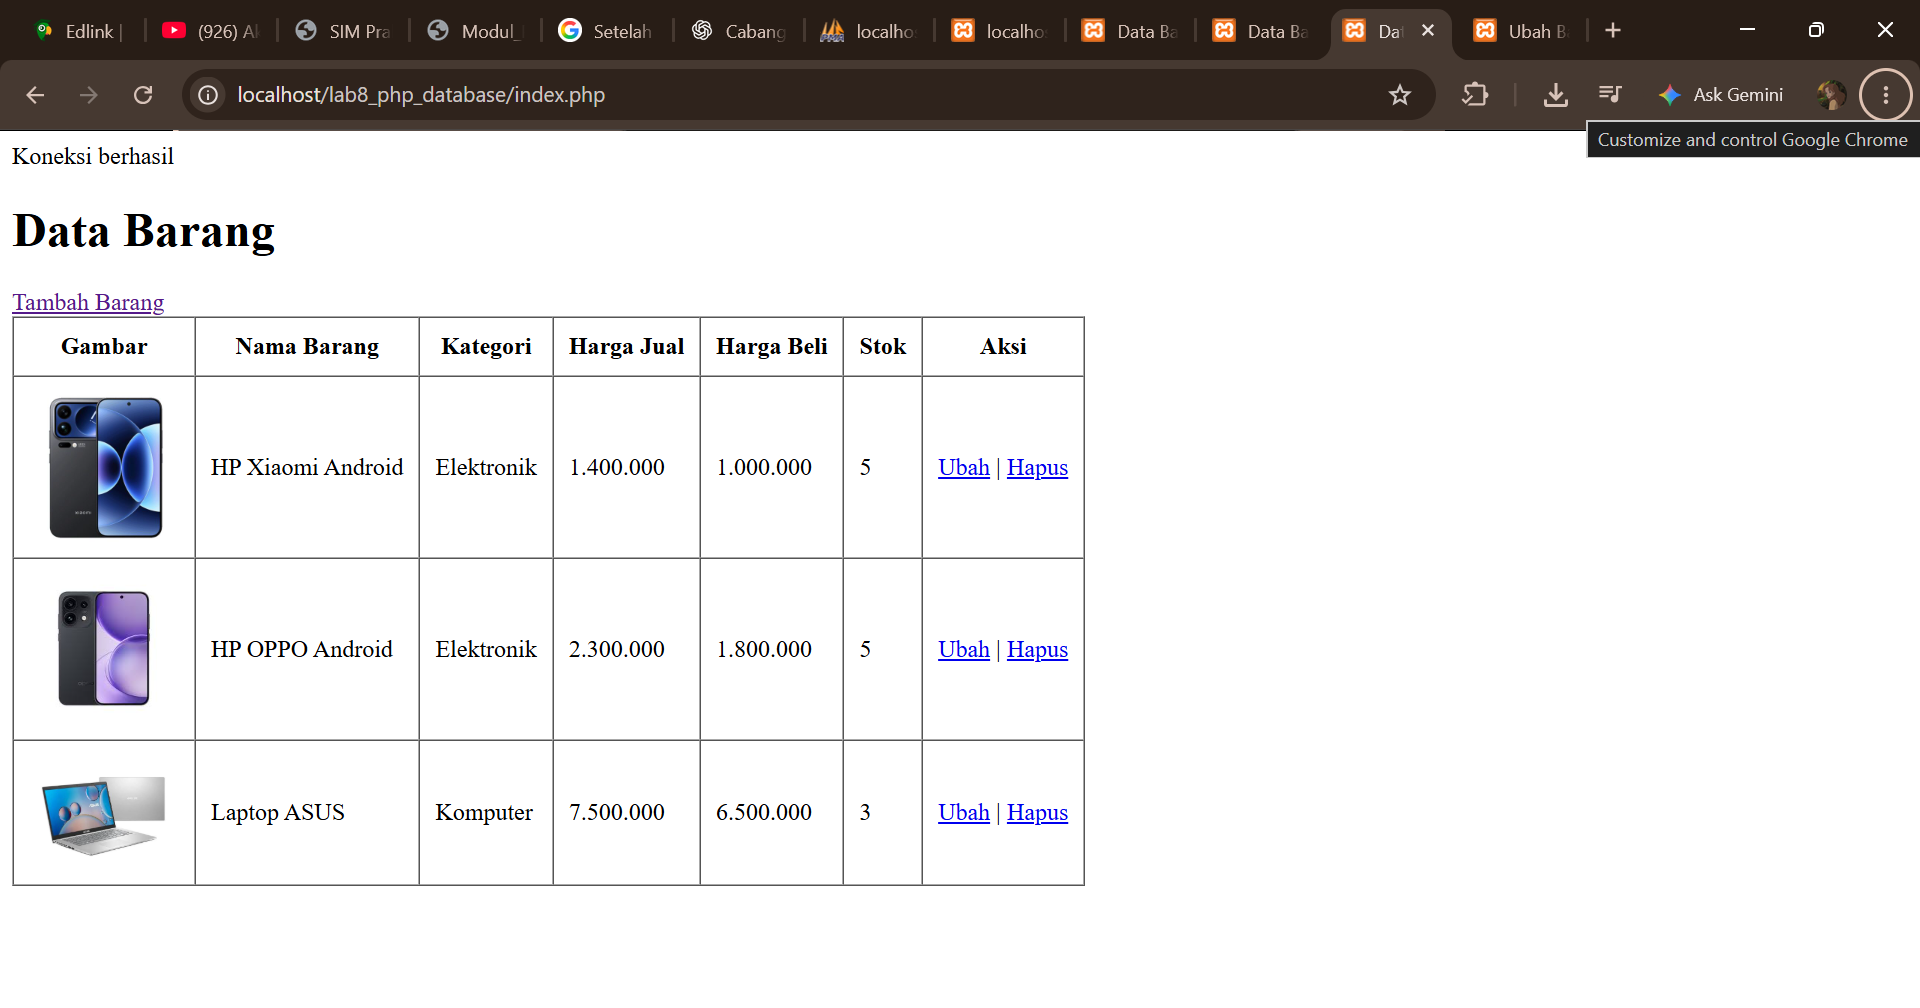 Edlink |
(926) A
SIM Pra
Modul_
Setelah
Cabang
localho
localho
Data Ba
Data Ba
Dat
Ubah B
localhost/lab8_php_database/index.php
Ask Gemini
Customize and control Google Chrome
Koneksi berhasil
Data Barang
Tambah Barang
Gambar Nama Barang Kategori Harga Jual Harga Beli Stok Aksi
HP Xiaomi Android Elektronik 1.400.000 1.000.000 5 Ubah | Hapus
HP OPPO Android Elektronik 2.300.000 1.800.000 5 Ubah | Hapus
Laptop ASUS Komputer 7.500.000 6.500.000 3 Ubah | Hapus